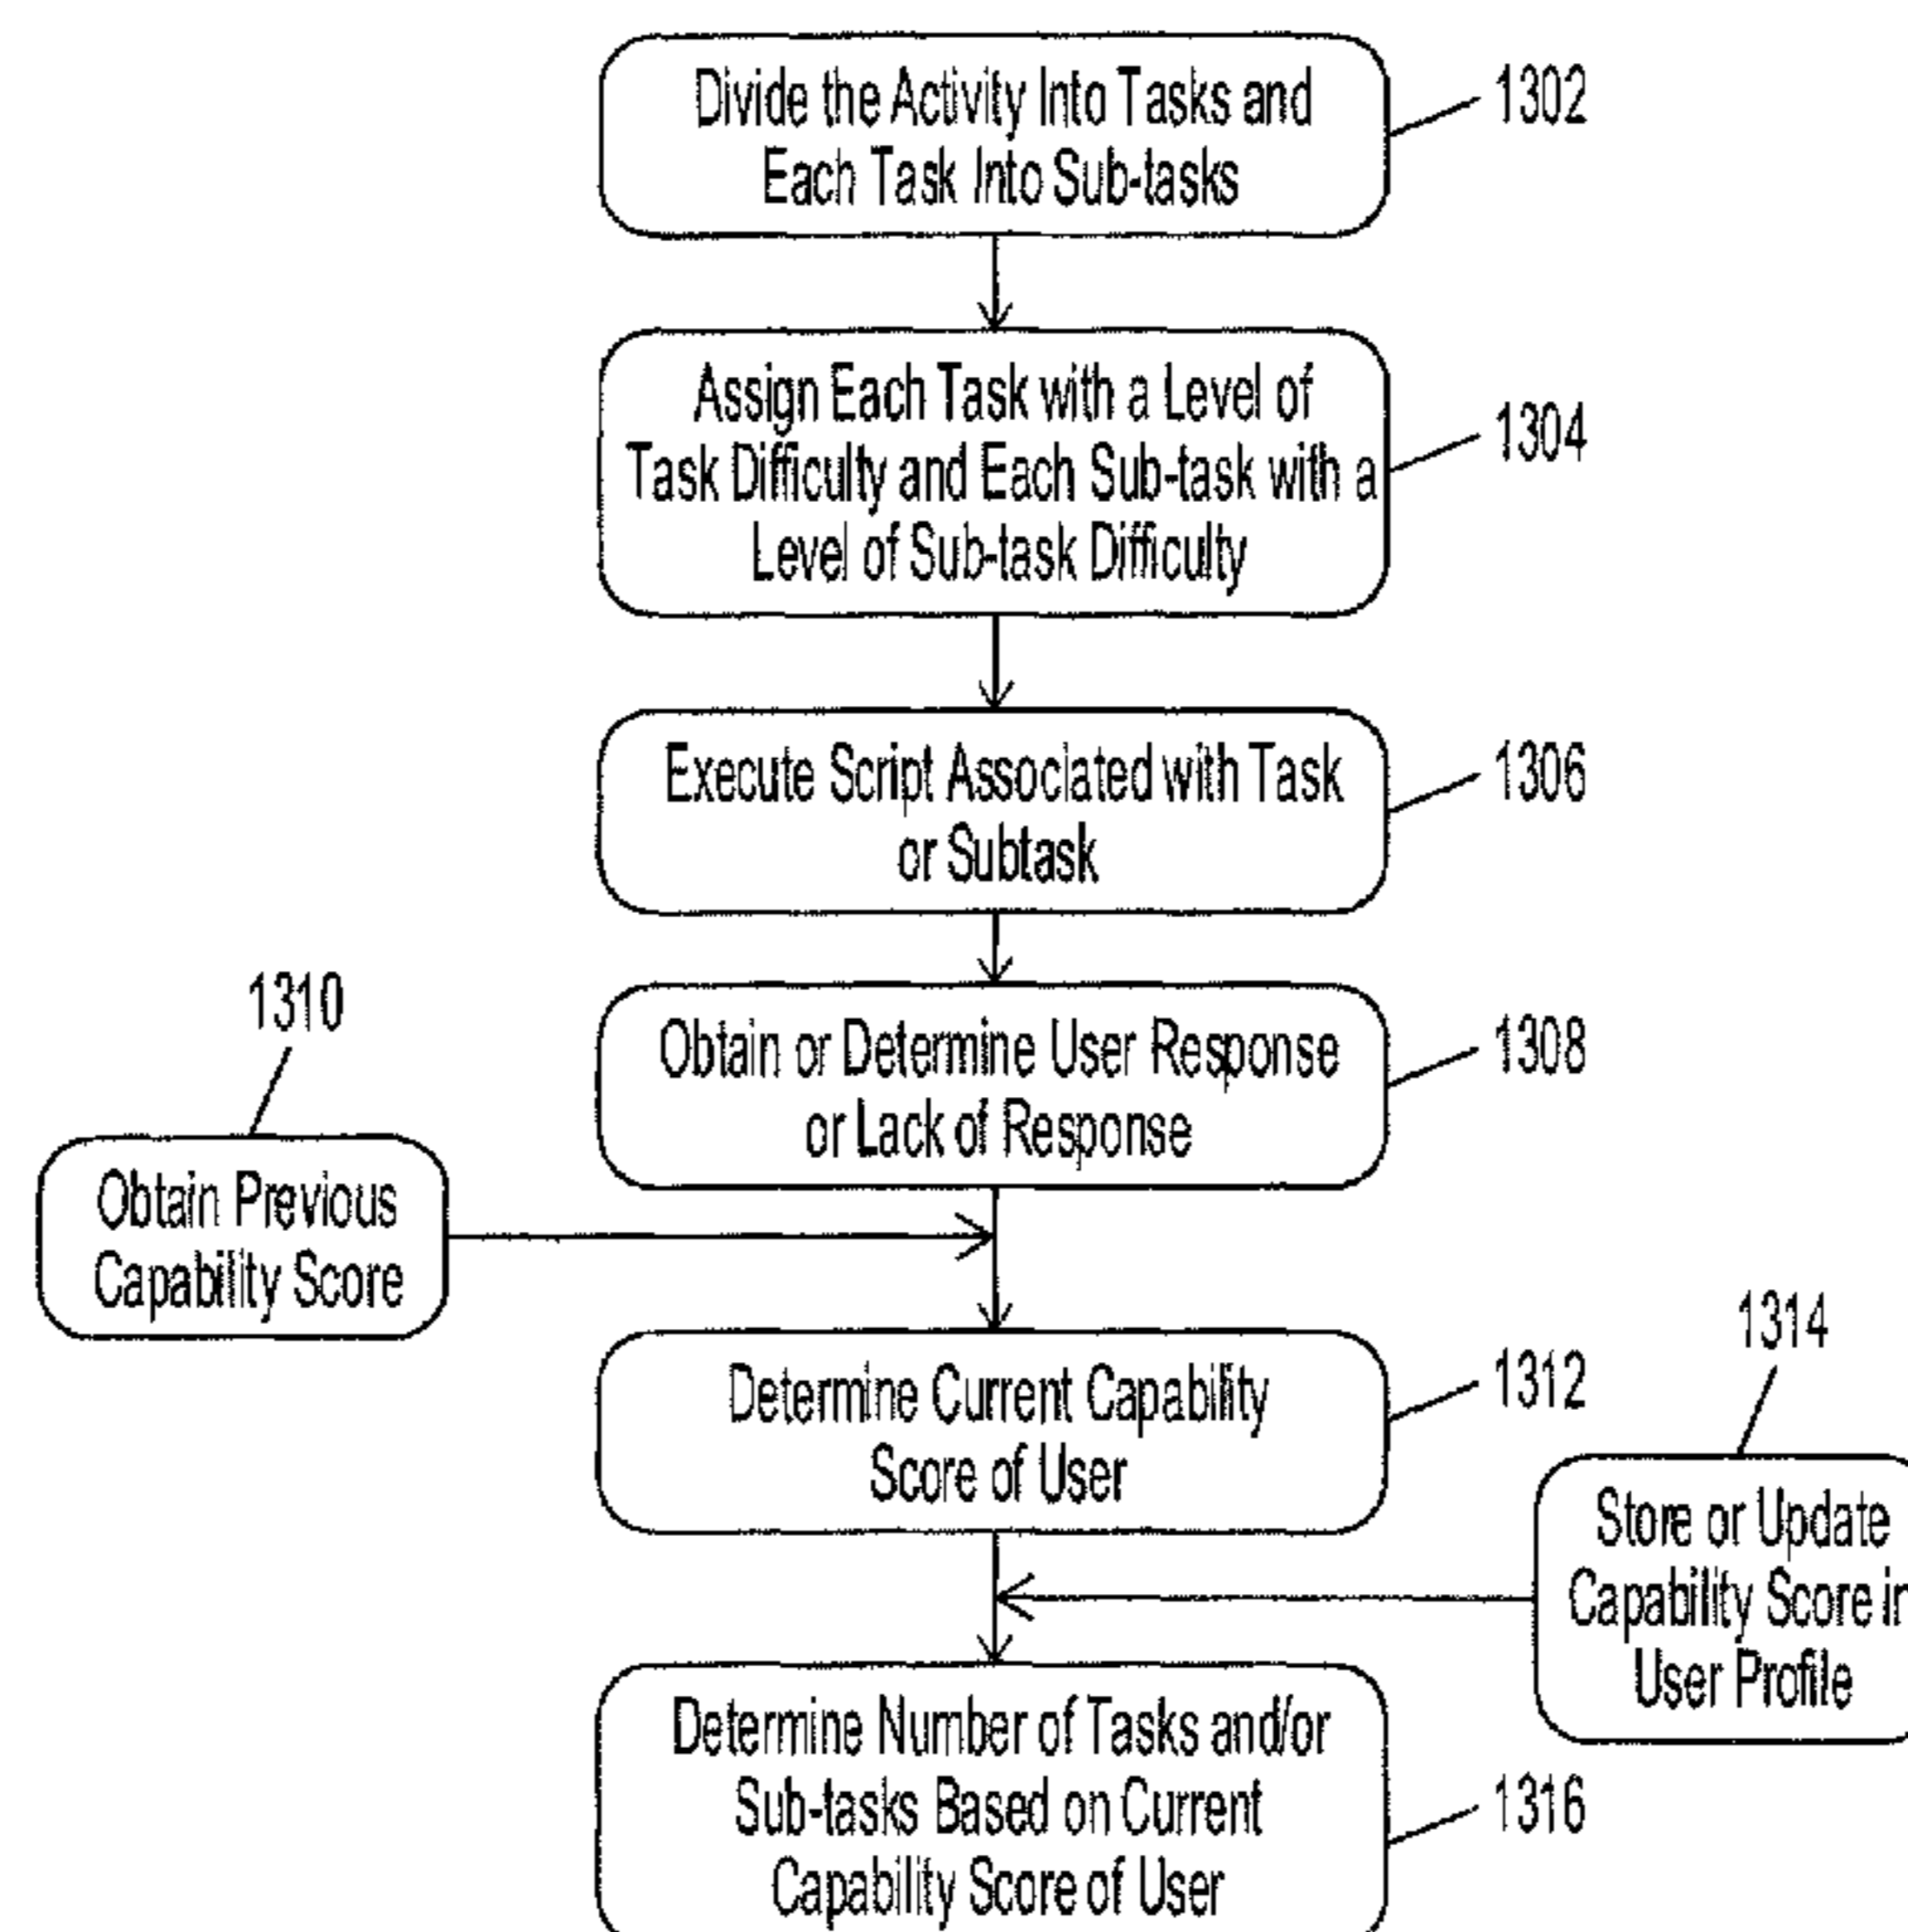 Divide the Activity Into Tasks and
Each Task Into Sub-tasks
1302
Assign Each Task with a Level of
Task Difficulty and Each Sub-task with a
Level of Sub-task Difficulty
1304
Execute Script Associated with Task
or Subtask
1306
Obtain or Determine User Response
or Lack of Response
1308
1310
Obtain Previous
Capability Score
Determine Current Capability
Score of User
1312
1314
Store or Update
Capability Score in
User Profile
Determine Number of Tasks and/or
Sub-tasks Based on Current
Capability Score of User
1316